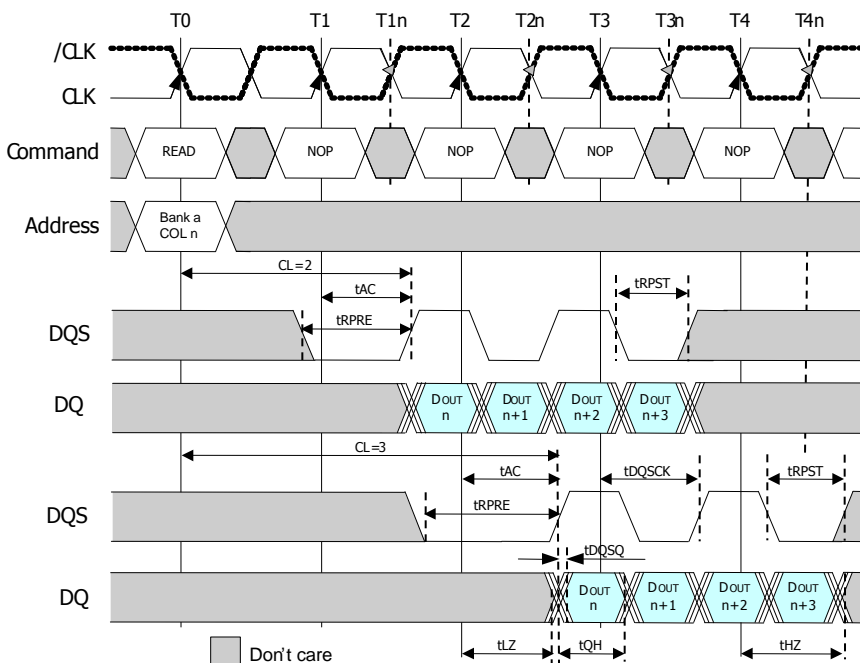 T0 T1 T1n T2 T2n T3 T3n T4 T4n
/CLK
CLK
Command READ NOP NOP NOP NOP
Address Bank a
COL n
CL=2
tAC
tRPRE
tRPST
DQS
DQ DOUT n DOUT n+1 DOUT n+2 DOUT n+3
CL=3
tAC tDQSCK tRPST
tRPRE
DQS
tDQSQ
DQ DOUT n DOUT n+1 DOUT n+2 DOUT n+3
tLZ tQH tHZ
Don't care